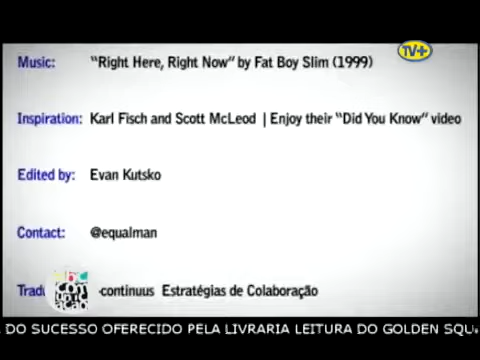 TV+
Music: "Right Here, Right Now" by Fat Boy Slim (1999)
Inspiration: Karl Fisch and Scott McLeod | Enjoy their "Did You Know" video
Edited by: Evan Kutsko
Contact: @equalman
-continuus Estratégias de Colaboração
DO SUCESSO OFERECIDO PELA LIVRARIA LEITURA DO GOLDEN